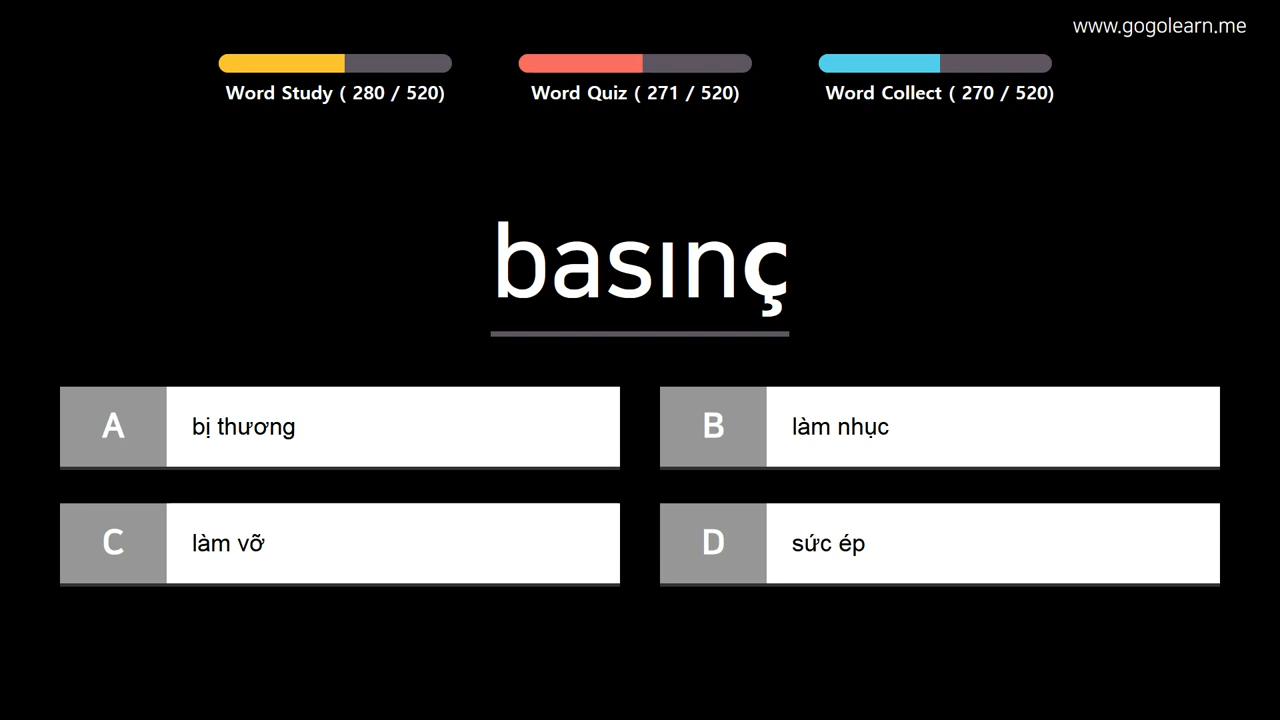 www.gogolearn.me
Word Study ( 280 / 520)
Word Quiz ( 271 / 520)
Word Collect ( 270 / 520)
basınç
A bị thương
B làm nhục
C làm vỡ
D sức ép